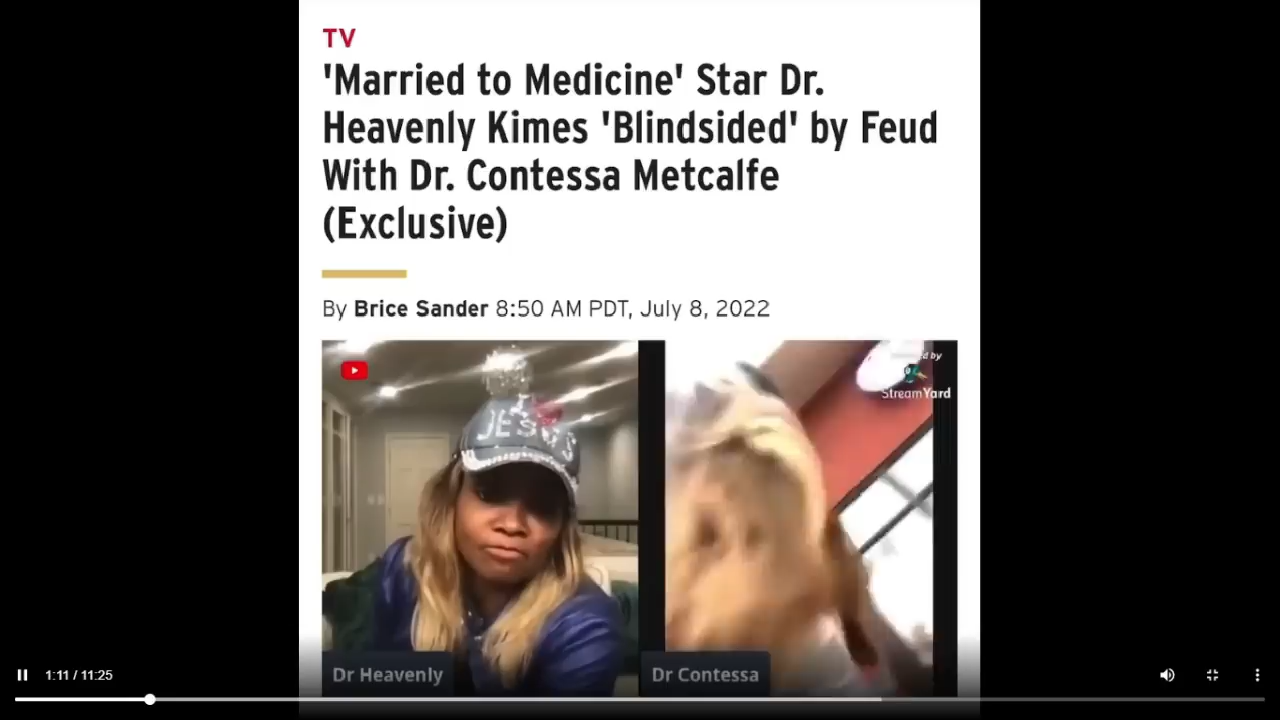 TV
'Married to Medicine' Star Dr.
Heavenly Kimes 'Blindsided' by Feud
With Dr. Contessa Metcalfe
(Exclusive)
By Brice Sander 8:50 AM PDT, July 8, 2022
by
StreamYard
JESUS
Dr Heavenly
Dr Contessa
1:11 / 11:25